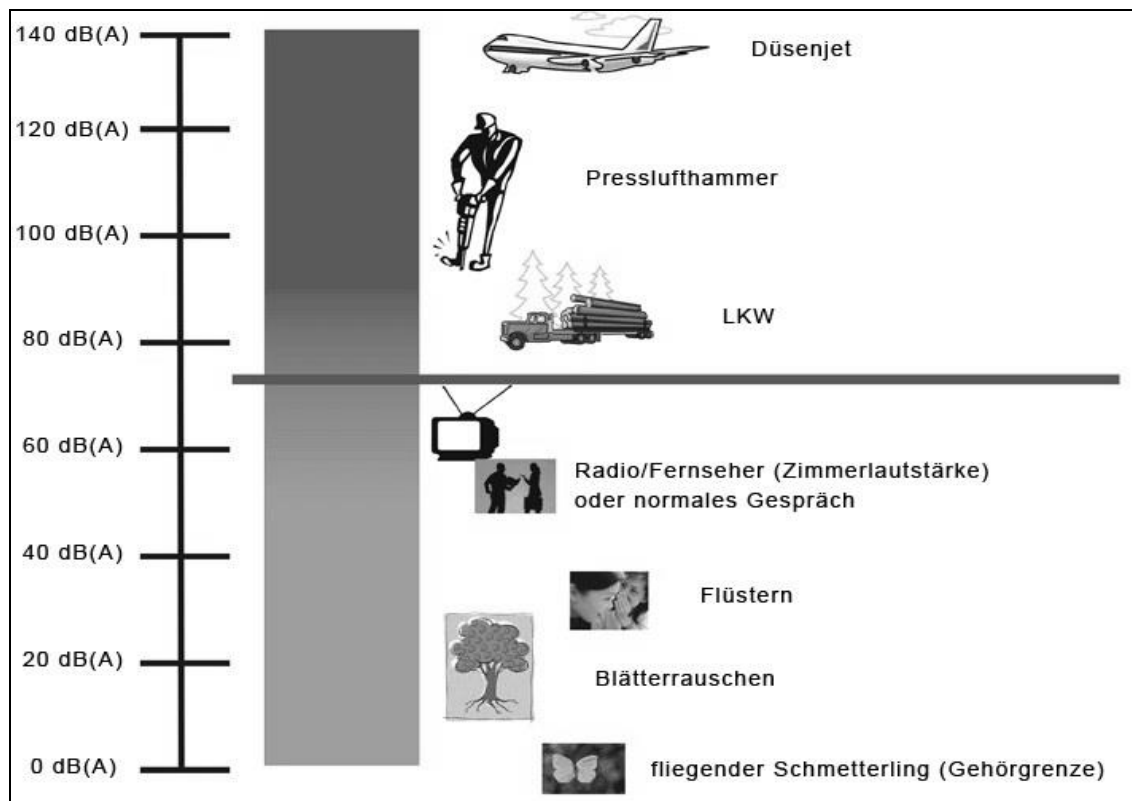 140 dB(A)
Düsenjet
120 dB(A)
Presslufthammer
100 dB(A)
LKW
80 dB(A)
60 dB(A)
Radio/Fernseher (Zimmerlautstärke)
oder normales Gespräch
40 dB(A)
Flüstern
20 dB(A)
Blätterrauschen
0 dB(A)
fliegender Schmetterling (Gehörgrenze)